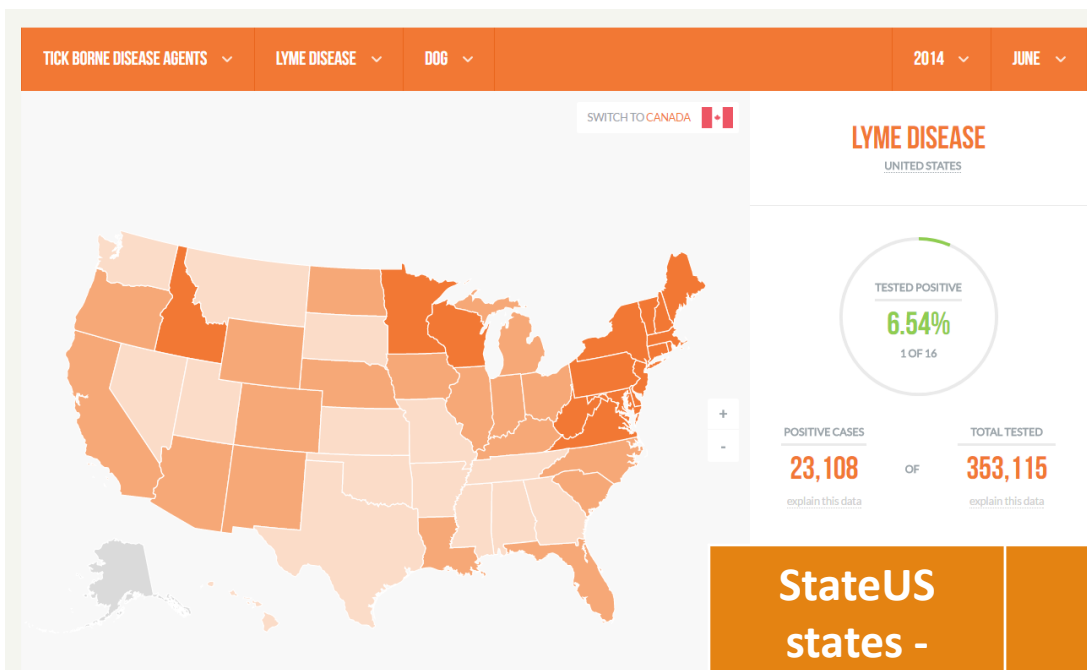 TICK BORNE DISEASE AGENTS
LYME DISEASE
DOG
2014
JUNE
SWITCH TO CANADA
LYME DISEASE
UNITED STATES
TESTED POSITIVE
6.54%
1 OF 16
+
-
POSITIVE CASES
TOTAL TESTED
23,108
OF
353,115
explain this data
explain this data
StateUS
states -